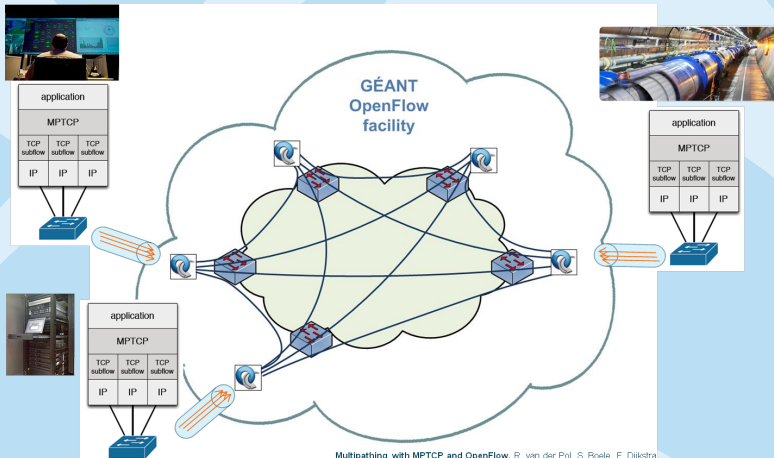 GÉANT
OpenFlow
facility
application
MPTCP
TCP subflow TCP subflow TCP subflow
IP IP IP
application
MPTCP
TCP subflow TCP subflow TCP subflow
IP IP IP
application
MPTCP
TCP subflow TCP subflow TCP subflow
IP IP IP
Multipathing with MPTCP and OpenFlow, R. van der Pol, S. Boele, F. Dijkstra